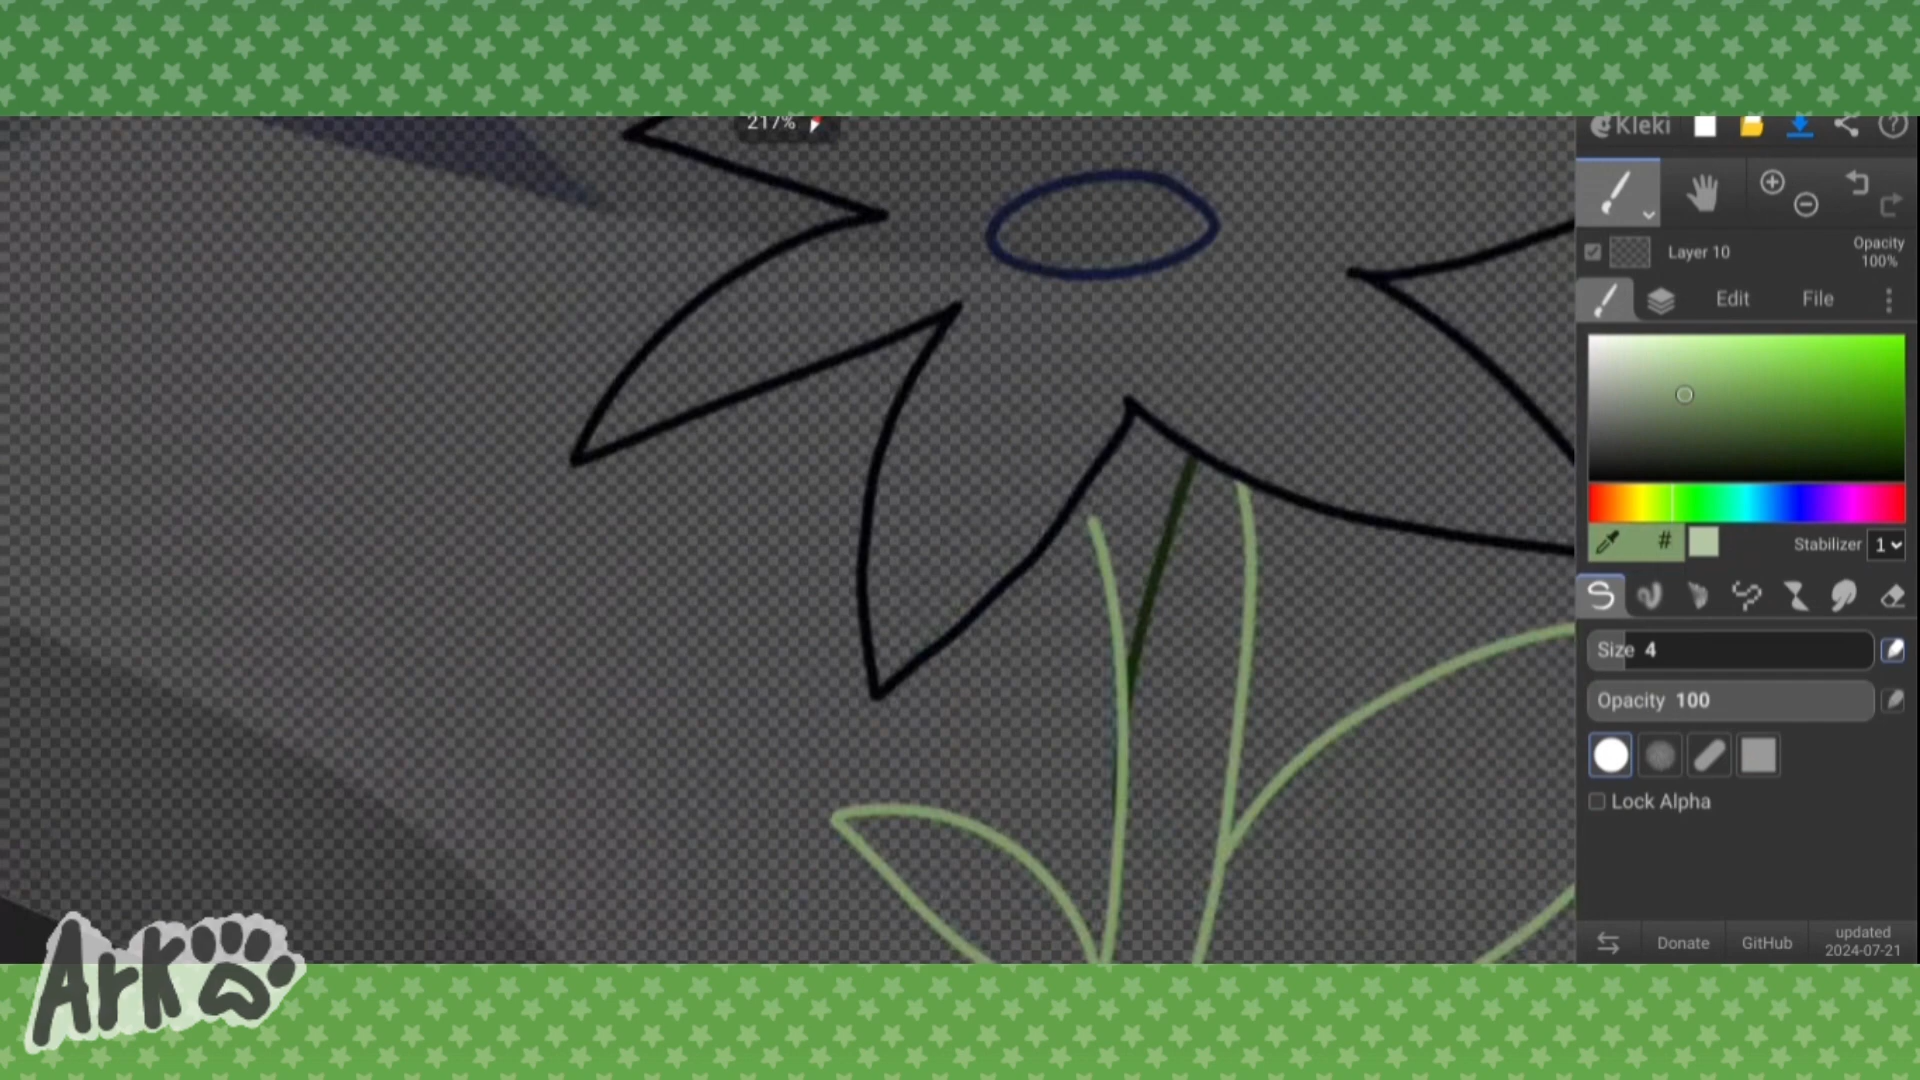 217%
Kleki
Layer 10
Opacity
100%
Edit
File
#
Stabilizer 1
Size 4
Opacity 100
Lock Alpha
Donate
GitHub
updated
2024-07-21
Ark